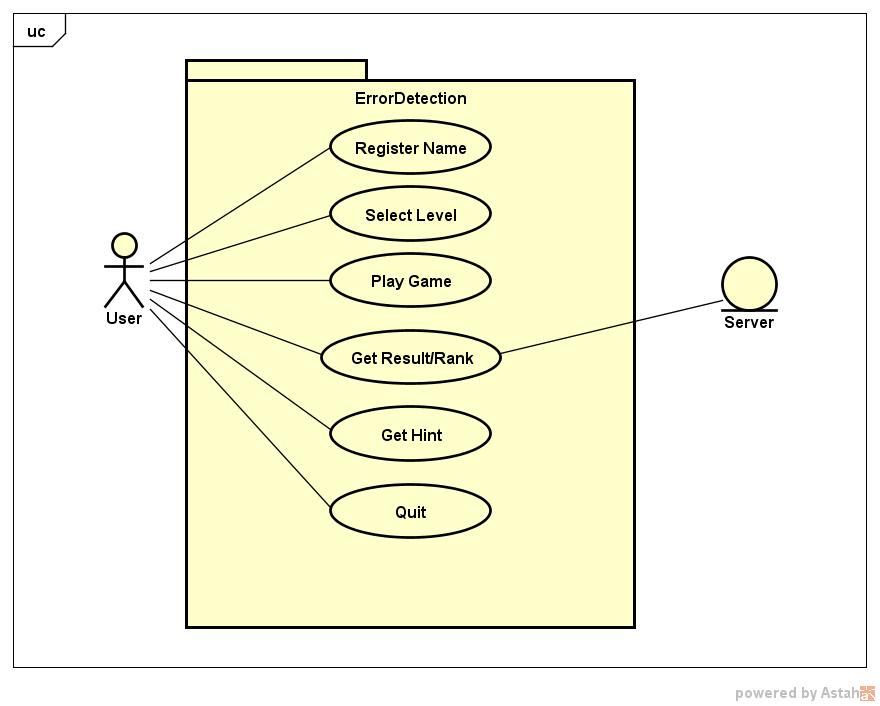 uc
ErrorDetection
Register Name
Select Level
Play Game
User
Server
Get Result/Rank
Get Hint
Quit
powered by Astah